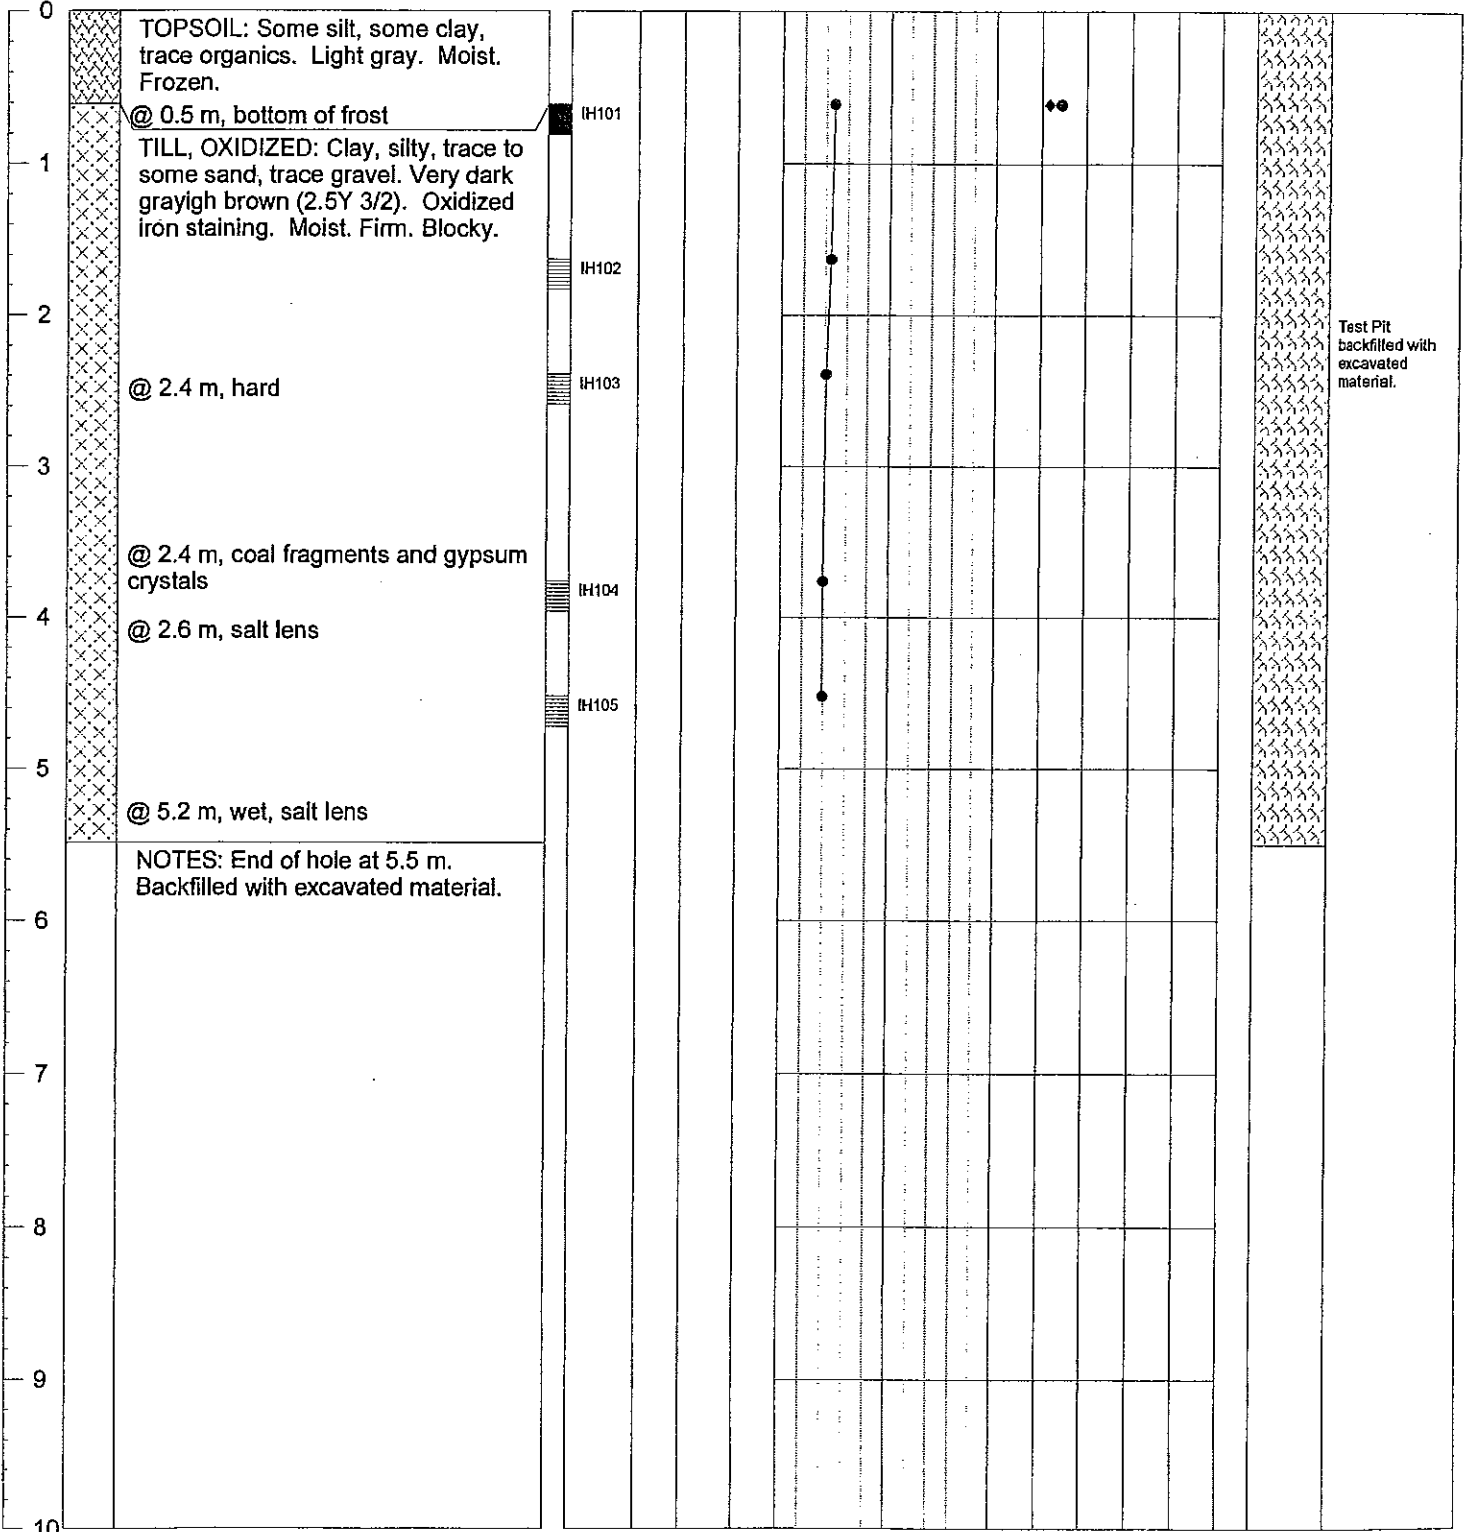 0
TOPSOIL: Some silt, some clay,
trace organics. Light gray. Moist.
Frozen.
@ 0.5 m, bottom of frost
IH101
1
TILL, OXIDIZED: Clay, silty, trace to
some sand, trace gravel. Very dark
grayigh brown (2.5Y 3/2). Oxidized
iron staining. Moist. Firm. Blocky.
IH102
2
Test Pit
backfilled with
excavated
material.
@ 2.4 m, hard
IH103
3
@ 2.4 m, coal fragments and gypsum
crystals
IH104
4
@ 2.6 m, salt lens
IH105
5
@ 5.2 m, wet, salt lens
NOTES: End of hole at 5.5 m.
Backfilled with excavated material.
6
7
8
9
10